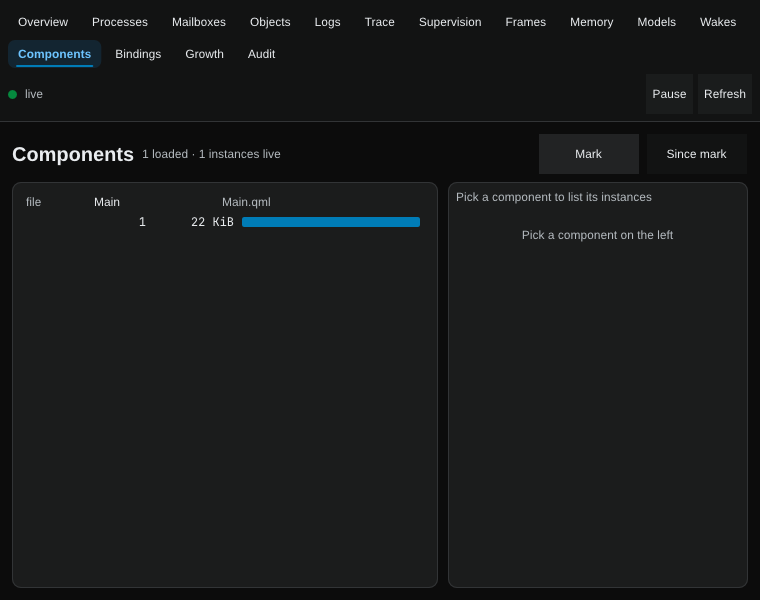 Overview Processes Mailboxes Objects Logs Trace Supervision Frames Memory Models Wakes
Components Bindings Growth Audit
live Pause Refresh
Components 1 loaded · 1 instances live Mark Since mark
file Main Main.qml
1 22 KiB
Pick a component to list its instances
Pick a component on the left